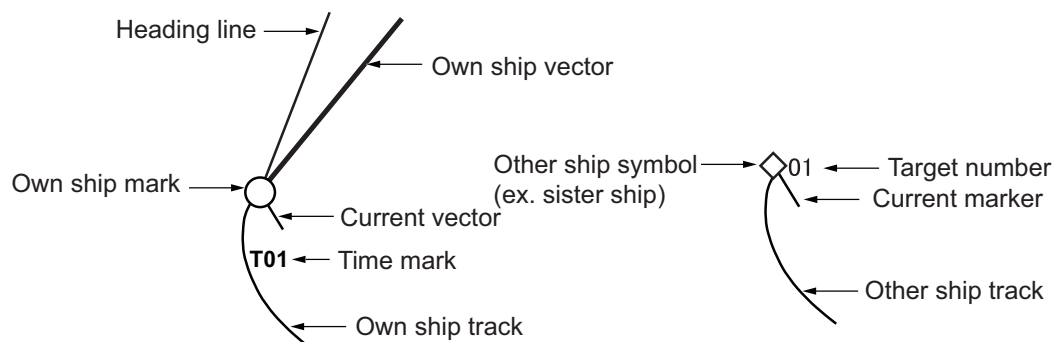 Heading line
Own ship vector
Own ship mark
Current vector
T01
Time mark
Own ship track
Other ship symbol
(ex. sister ship)
01
Target number
Current marker
Other ship track